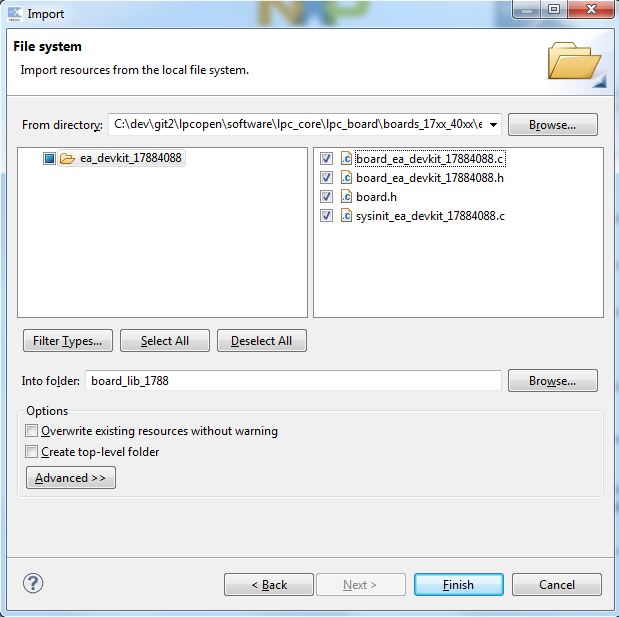 Import
NXP
File system
Import resources from the local file system.
From directory: C:\dev\git2\lpcopen\software\lpc_core\lpc_board\boards_17xx_40xx\e
Browse...
ea_devkit_17884088
board_ea_devkit_17884088.c
board_ea_devkit_17884088.h
board.h
sysinit_ea_devkit_17884088.c
Filter Types... Select All Deselect All
Into folder: board_lib_1788 Browse...
Options
Overwrite existing resources without warning
Create top-level folder
Advanced >>
< Back Next > Finish Cancel